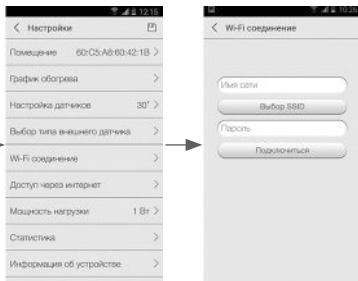 12:15
Настройки
Помещение 60:C5:A8:60:42:1B
График обогрева
Настройка датчиков 30°
Выбор типа внешнего датчика
Wi-Fi соединение
Доступ через интернет
Мощность нагрузки 1 Вт
Статистика
Информация об устройстве
10:26
Wi-Fi соединение
Имя сети
Выбор SSID
Пароль
Подключиться